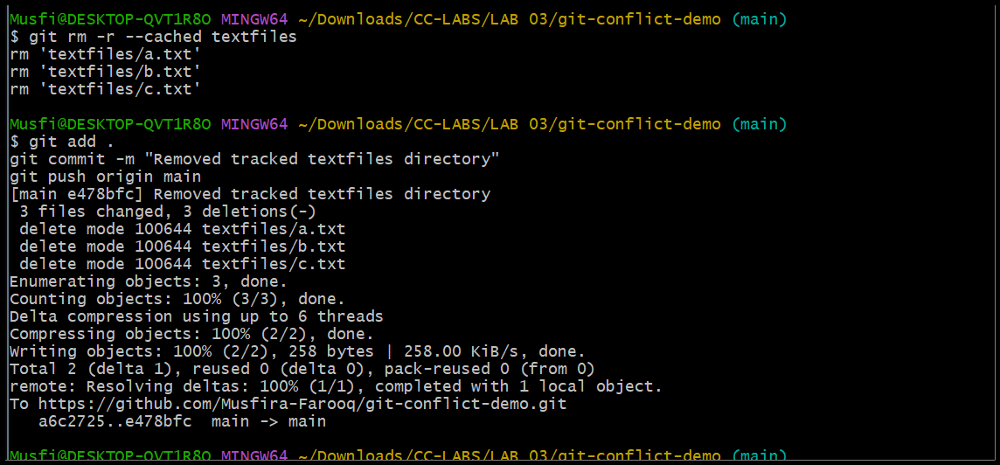 Musfi@DESKTOP-QVT1R8O MINGW64 ~/Downloads/CC-LABS/LAB 03/git-conflict-demo (main)
$ git rm -r --cached textfiles
rm 'textfiles/a.txt'
rm 'textfiles/b.txt'
rm 'textfiles/c.txt'
Musfi@DESKTOP-QVT1R8O MINGW64 ~/Downloads/CC-LABS/LAB 03/git-conflict-demo (main)
$ git add .
git commit -m "Removed tracked textfiles directory"
git push origin main
[main e478bfc] Removed tracked textfiles directory
 3 files changed, 3 deletions(-)
 delete mode 100644 textfiles/a.txt
 delete mode 100644 textfiles/b.txt
 delete mode 100644 textfiles/c.txt
Enumerating objects: 3, done.
Counting objects: 100% (3/3), done.
Delta compression using up to 6 threads
Compressing objects: 100% (2/2), done.
Writing objects: 100% (2/2), 258 bytes | 258.00 KiB/s, done.
Total 2 (delta 1), reused 0 (delta 0), pack-reused 0 (from 0)
remote: Resolving deltas: 100% (1/1), completed with 1 local object.
To https://github.com/Musfira-Farooq/git-conflict-demo.git
   a6c2725..e478bfc  main -> main
Musfi@DESKTOP-QVT1R8O MINGW64 ~/Downloads/CC-LABS/LAB 03/git-conflict-demo (main)